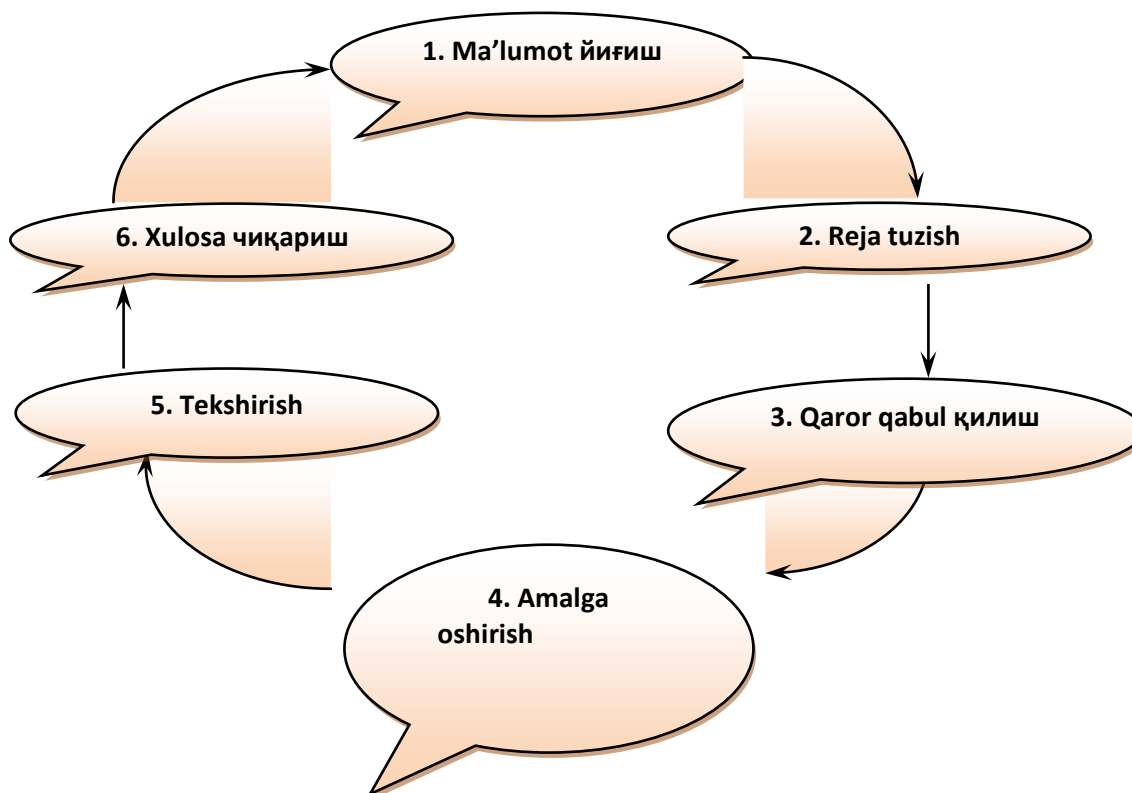 1. Ma’lumot йиғиш
2. Reja tuzish
3. Qaror qabul қилиш
4. Amalga
oshirish
5. Tekshirish
6. Xulosa чиқариш